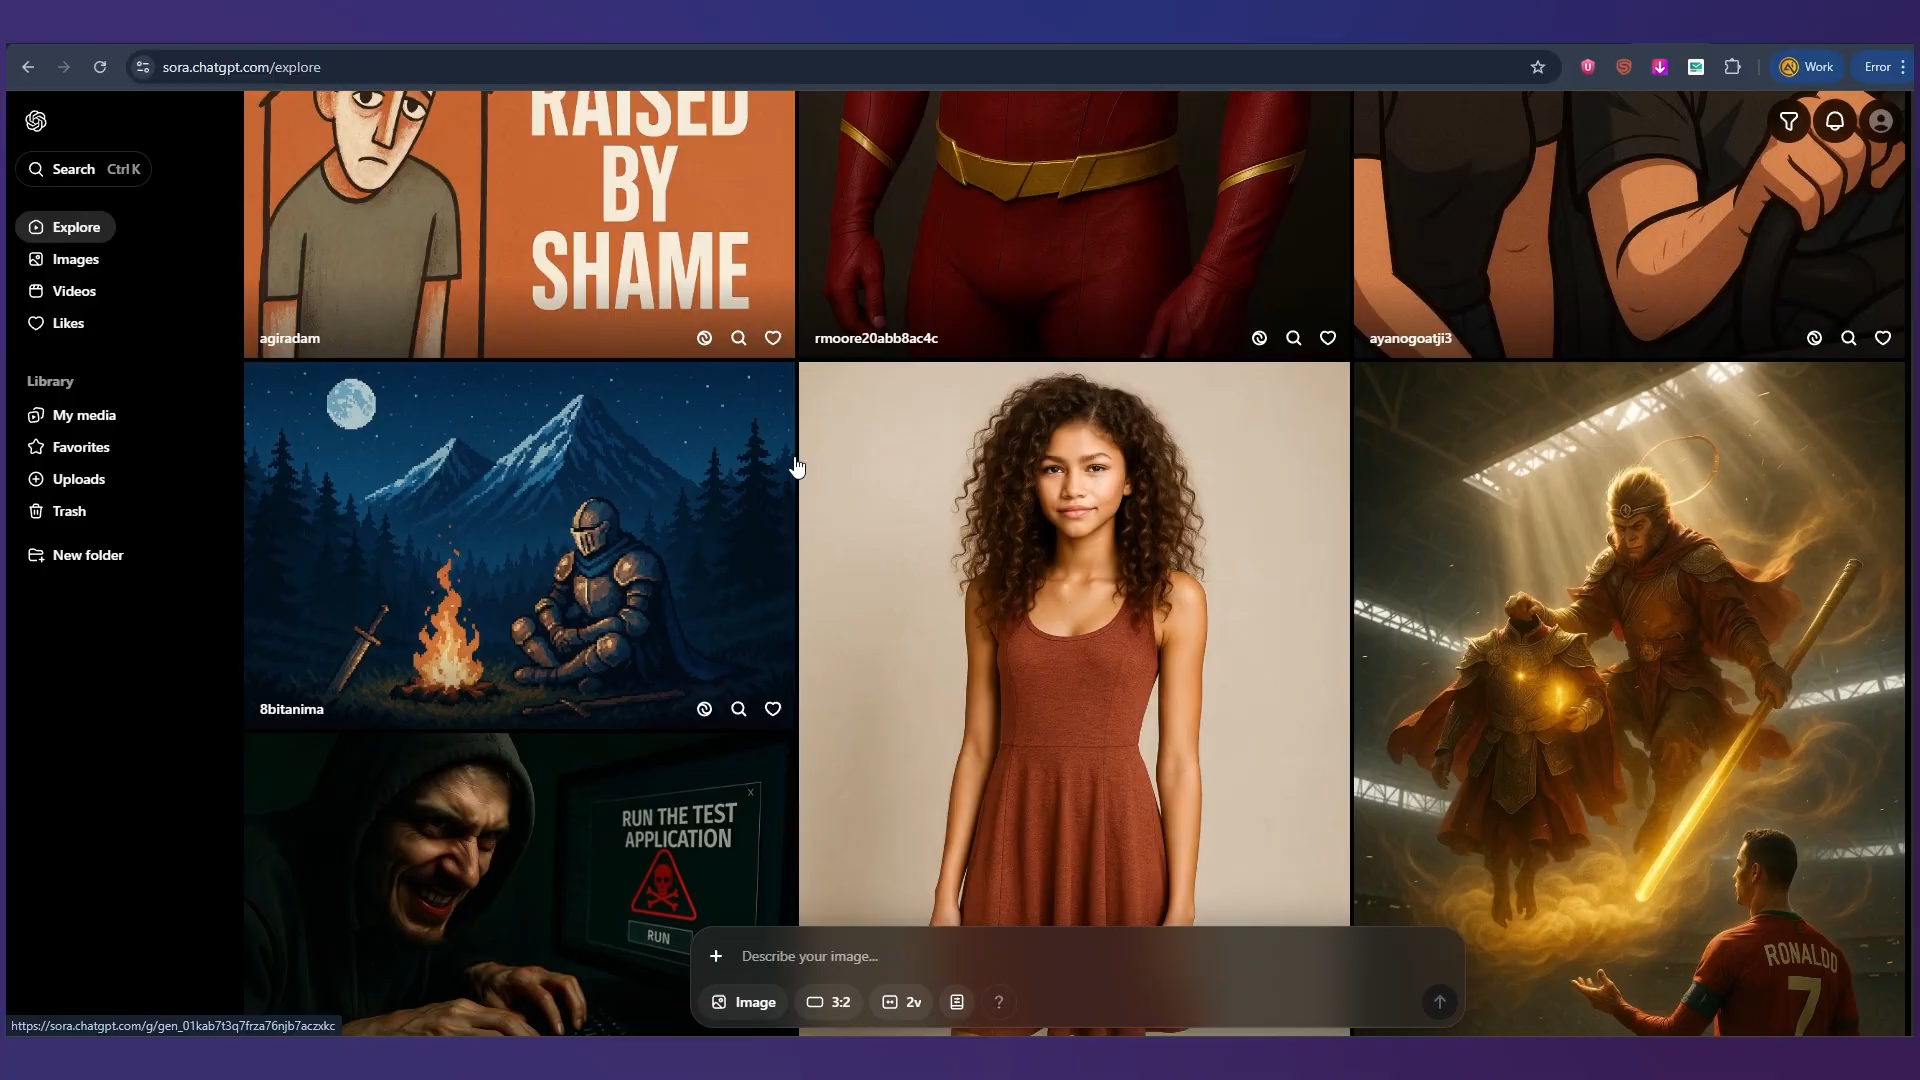 sora.chatgpt.com/explore
Work
Error
Search Ctrl K
Explore
Images
Videos
Likes
Library
My media
Favorites
Uploads
Trash
New folder
RAISED
BY
SHAME
agiradam
rmoore20abb8ac4c
ayanogoatji3
8bitanima
RUN THE TEST
APPLICATION
X
RUN
RONALDO
7
Describe your image...
Image
3:2
2v
?
https://sora.chatgpt.com/g/gen_01kab7t3q7frza76njb7aczxkc